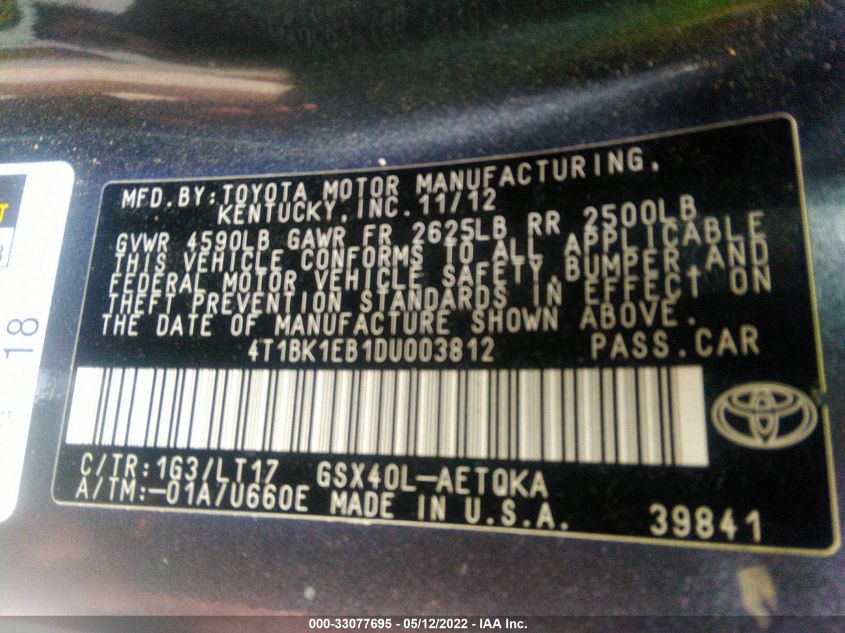 MFD.BY:TOYOTA MOTOR MANUFACTURING,
KENTUCKY,INC.11/12
GVWR 4590LB GAWR FR 2625LB RR 2500LB
THIS VEHICLE CONFORMS TO ALL APPLICABLE
FEDERAL MOTOR VEHICLE SAFETY,BUMPER,AND
THEFT PREVENTION STANDARDS IN EFFECT ON
THE DATE OF MANUFACTURE SHOWN ABOVE.
4T1BK1EB1DU003812 PASS.CAR
C/TR:1G3/LT17 GSX40L-AETQKA
A/TM:-01A/U660E MADE IN U.S.A. 39841
18
000-33077695 - 05/12/2022 - IAA Inc.